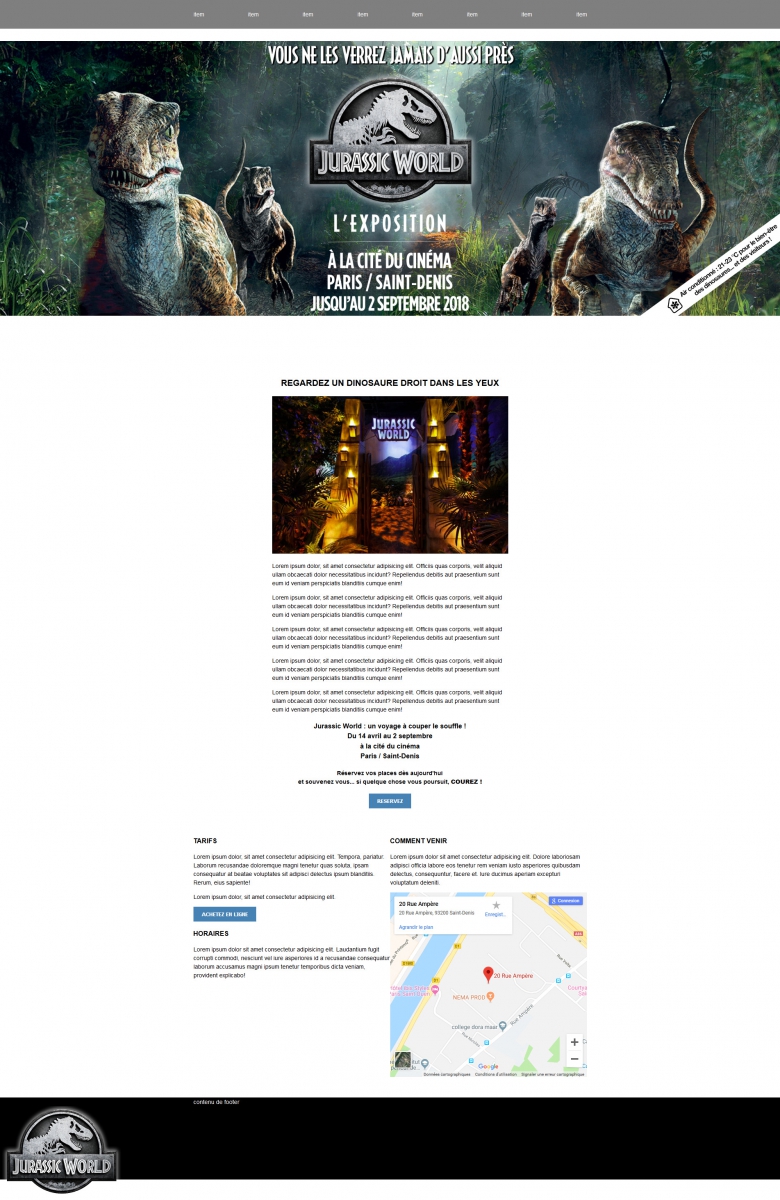 item item item item item item item item
VOUS NE LES VERREZ JAMAIS D'AUSSI PRÈS
JURASSIC WORLD
L'EXPOSITION
À LA CITÉ DU CINÉMA
PARIS / SAINT-DENIS
JUSQU'AU 2 SEPTEMBRE 2018
Air conditionné : 21-23 °C pour le bien-être
des dinosaures... et des visiteurs !
REGARDEZ UN DINOSAURE DROIT DANS LES YEUX
JURASSIC
WORLD
Lorem ipsum dolor, sit amet consectetur adipisicing elit. Officiis quas corporis, velit aliquid
ullam obcaecati dolor necessitatibus incidunt? Repellendus debitis aut praesentium sunt
eum id veniam perspiciatis blanditiis cumque enim!
Lorem ipsum dolor, sit amet consectetur adipisicing elit. Officiis quas corporis, velit aliquid
ullam obcaecati dolor necessitatibus incidunt? Repellendus debitis aut praesentium sunt
eum id veniam perspiciatis blanditiis cumque enim!
Lorem ipsum dolor, sit amet consectetur adipisicing elit. Officiis quas corporis, velit aliquid
ullam obcaecati dolor necessitatibus incidunt? Repellendus debitis aut praesentium sunt
eum id veniam perspiciatis blanditiis cumque enim!
Lorem ipsum dolor, sit amet consectetur adipisicing elit. Officiis quas corporis, velit aliquid
ullam obcaecati dolor necessitatibus incidunt? Repellendus debitis aut praesentium sunt
eum id veniam perspiciatis blanditiis cumque enim!
Lorem ipsum dolor, sit amet consectetur adipisicing elit. Officiis quas corporis, velit aliquid
ullam obcaecati dolor necessitatibus incidunt? Repellendus debitis aut praesentium sunt
eum id veniam perspiciatis blanditiis cumque enim!
Jurassic World : un voyage à couper le souffle !
Du 14 avril au 2 septembre
à la cité du cinéma
Paris / Saint-Denis
Réservez vos places dès aujourd'hui
et souvenez vous... si quelque chose vous poursuit, COUREZ !
RESERVEZ
TARIFS
Lorem ipsum dolor, sit amet consectetur adipisicing elit. Tempora, pariatur.
Laborum recusandae doloremque magni tenetur quas soluta, ipsam
consequatur at beatae voluptates sit adipisci delectus ipsum blanditiis.
Rerum, eius sapiente!
Lorem ipsum dolor, sit amet consectetur adipisicing elit.
ACHETEZ EN LIGNE
HORAIRES
Lorem ipsum dolor, sit amet consectetur adipisicing elit. Laudantium fugit
corrupti commodi, nesciunt vel iure asperiores id a recusandae consequatur
laborum accusamus magni ipsum tenetur temporibus dicta veniam,
provident explicabo!
COMMENT VENIR
Lorem ipsum dolor, sit amet consectetur adipisicing elit. Dolore laboriosam
adipisci officia labore eos tenetur rem veniam iusto asperiores quibusdam
delectus, consequuntur, facere et. Iure ducimus aperiam excepturi
voluptatum deleniti.
20 Rue Ampère
20 Rue Ampère, 93200 Saint-Denis
Enregist...
Agrandir le plan
Connexion
20 Rue Ampère
NEMA PROD
Rue Ampère
college dora maar
Google
Données cartographiques Conditions d'utilisation Signaler une erreur cartographique
contenu de footer
JURASSIC WORLD